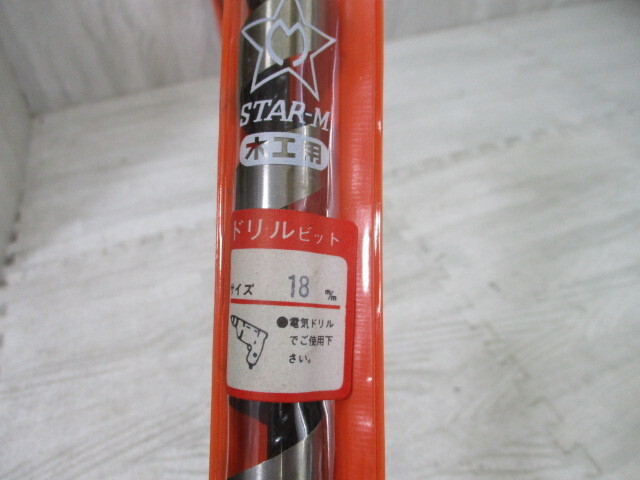 STAR-M
木工用
ドリルビット
サイズ 18 m/m
●電気ドリル
でご使用下
さい。